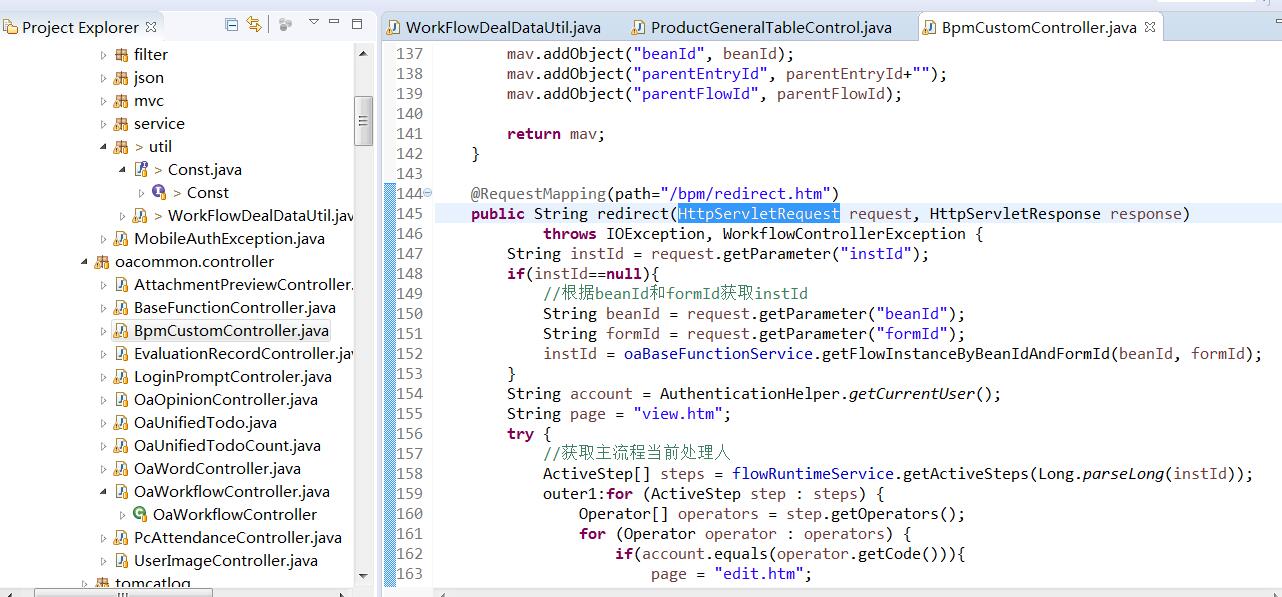 Project Explorer
filter
json
mvc
service
> util
> Const.java
> Const
> WorkFlowDealDataUtil.jav
MobileAuthException.java
oacommon.controller
AttachmentPreviewController.
BaseFunctionController.java
BpmCustomController.java
EvaluationRecordController.jav
LoginPromptControler.java
OaOpinionController.java
OaUnifiedTodo.java
OaUnifiedTodoCount.java
OaWordController.java
OaWorkflowController.java
OaWorkflowController
PcAttendanceController.java
UserImageController.java
tomcatlog
WorkFlowDealDataUtil.java
ProductGeneralTableControl.java
BpmCustomController.java
137 mav.addObject("beanId", beanId);
138 mav.addObject("parentEntryId", parentEntryId+"");
139 mav.addObject("parentFlowId", parentFlowId);
140
141 return mav;
142 }
143
144 @RequestMapping(path="/bpm/redirect.htm")
145 public String redirect(HttpServletRequest request, HttpServletResponse response)
146 throws IOException, WorkflowControllerException {
147 String instId = request.getParameter("instId");
148 if(instId==null){
149 //根据beanId和formId获取instId
150 String beanId = request.getParameter("beanId");
151 String formId = request.getParameter("formId");
152 instId = oaBaseFunctionService.getFlowInstanceByBeanIdAndFormId(beanId, formId);
153 }
154 String account = AuthenticationHelper.getCurrentUser();
155 String page = "view.htm";
156 try {
157 //获取主流程当前处理人
158 ActiveStep[] steps = flowRuntimeService.getActiveSteps(Long.parseLong(instId));
159 outer1:for (ActiveStep step : steps) {
160 Operator[] operators = step.getOperators();
161 for (Operator operator : operators) {
162 if(account.equals(operator.getCode())){
163 page = "edit.htm";